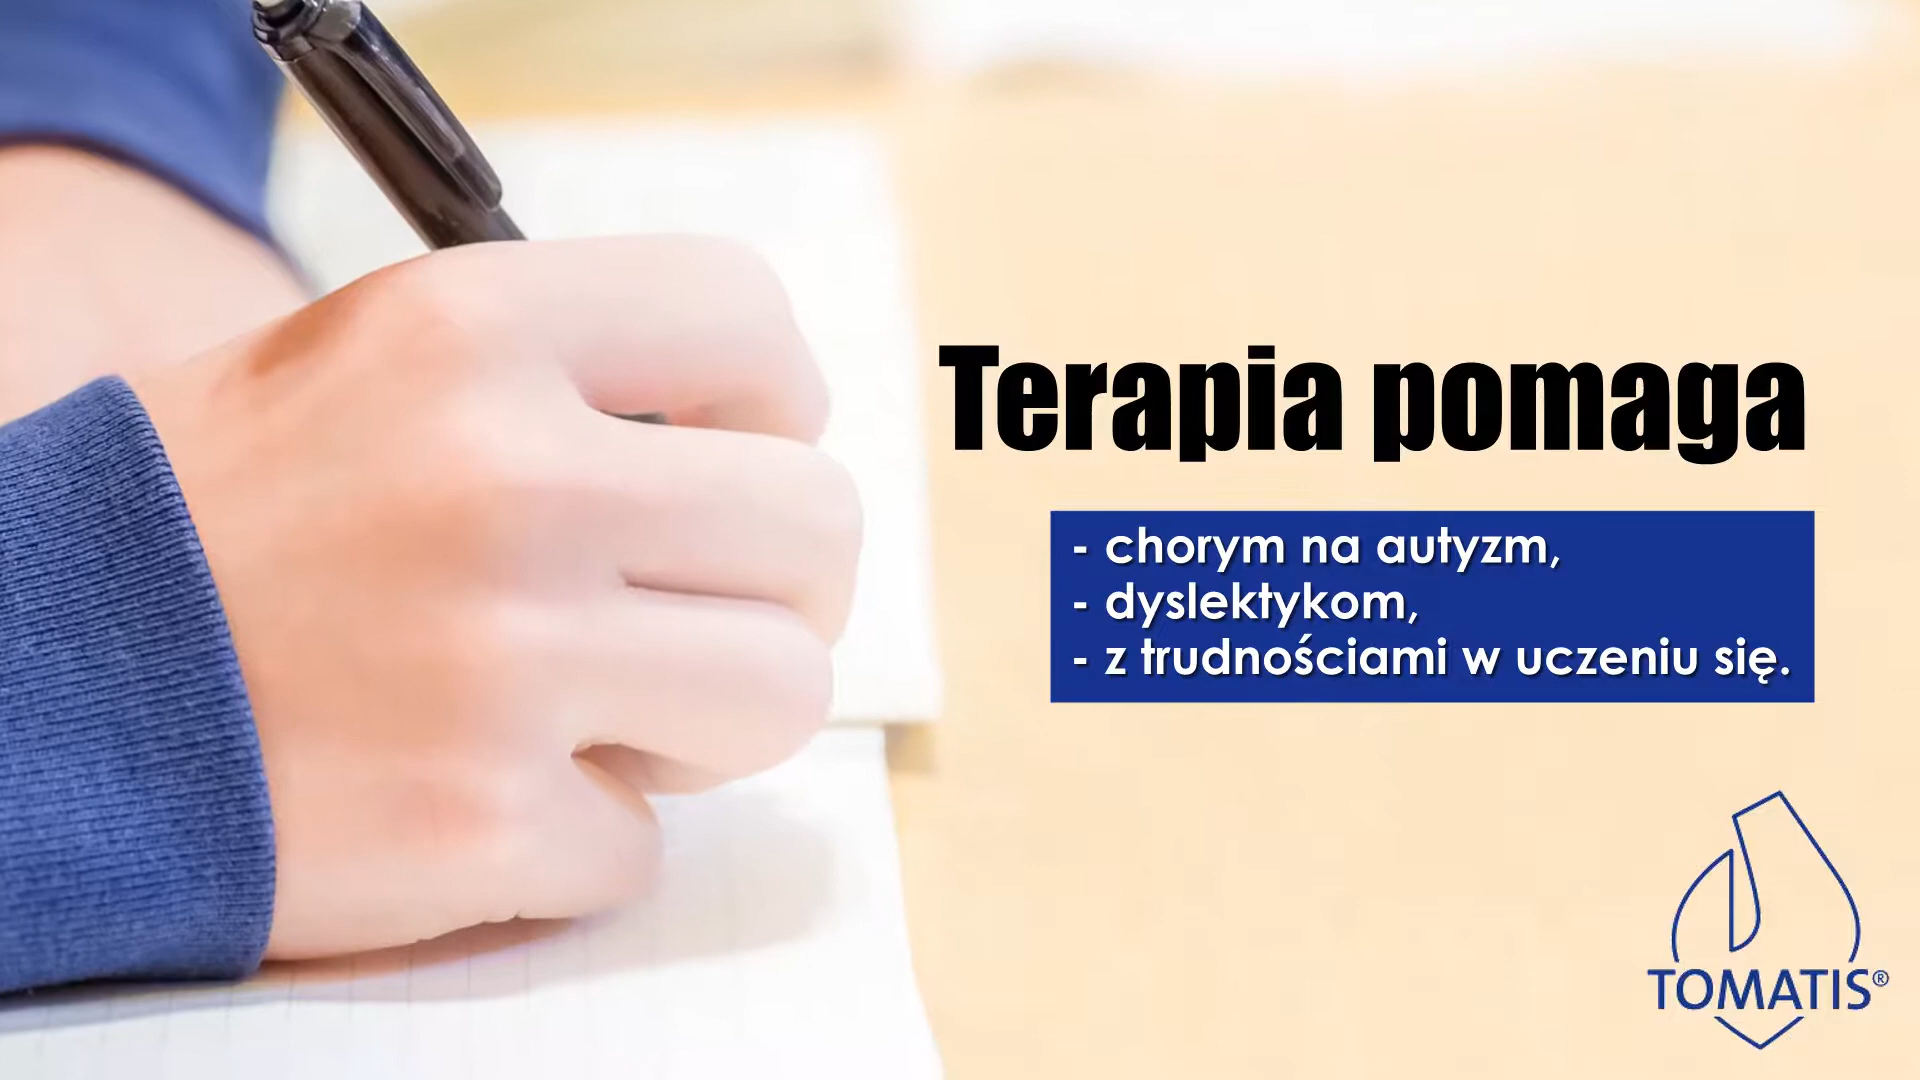 Terapia pomaga
- chorym na autyzm,
- dyslektykom,
- z trudnościami w uczeniu się.
TOMATIS®